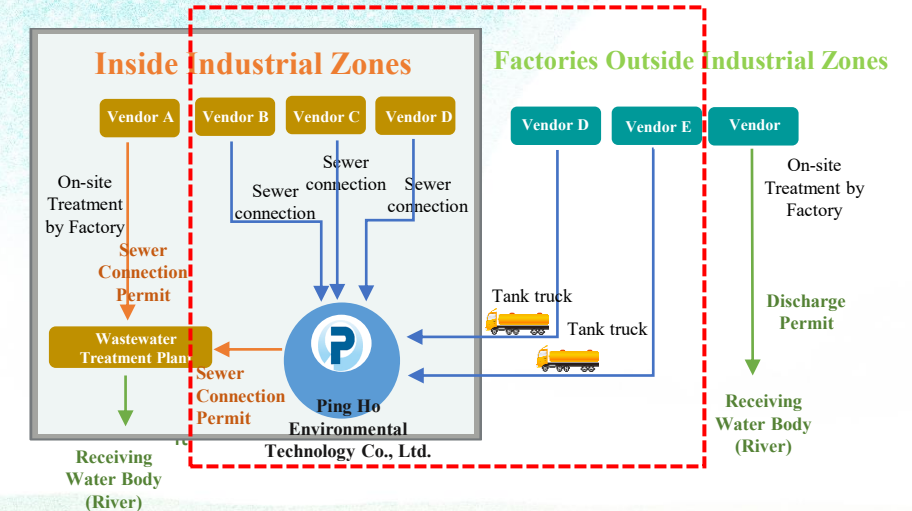 Inside Industrial Zones
Factories Outside Industrial Zones
Vendor A
Vendor B
Vendor C
Vendor D
Vendor D
Vendor E
Vendor
On-site
Treatment
by Factory
Sewer
connection
Sewer
connection
Sewer
connection
On-site
Treatment by
Factory
Sewer
Connection
Permit
Tank truck
Tank truck
Discharge
Permit
Wastewater
Treatment Plan
Sewer
Connection
Permit
P
Ping Ho
Environmental
Technology Co., Ltd.
Receiving
Water Body
(River)
Receiving
Water Body
(River)